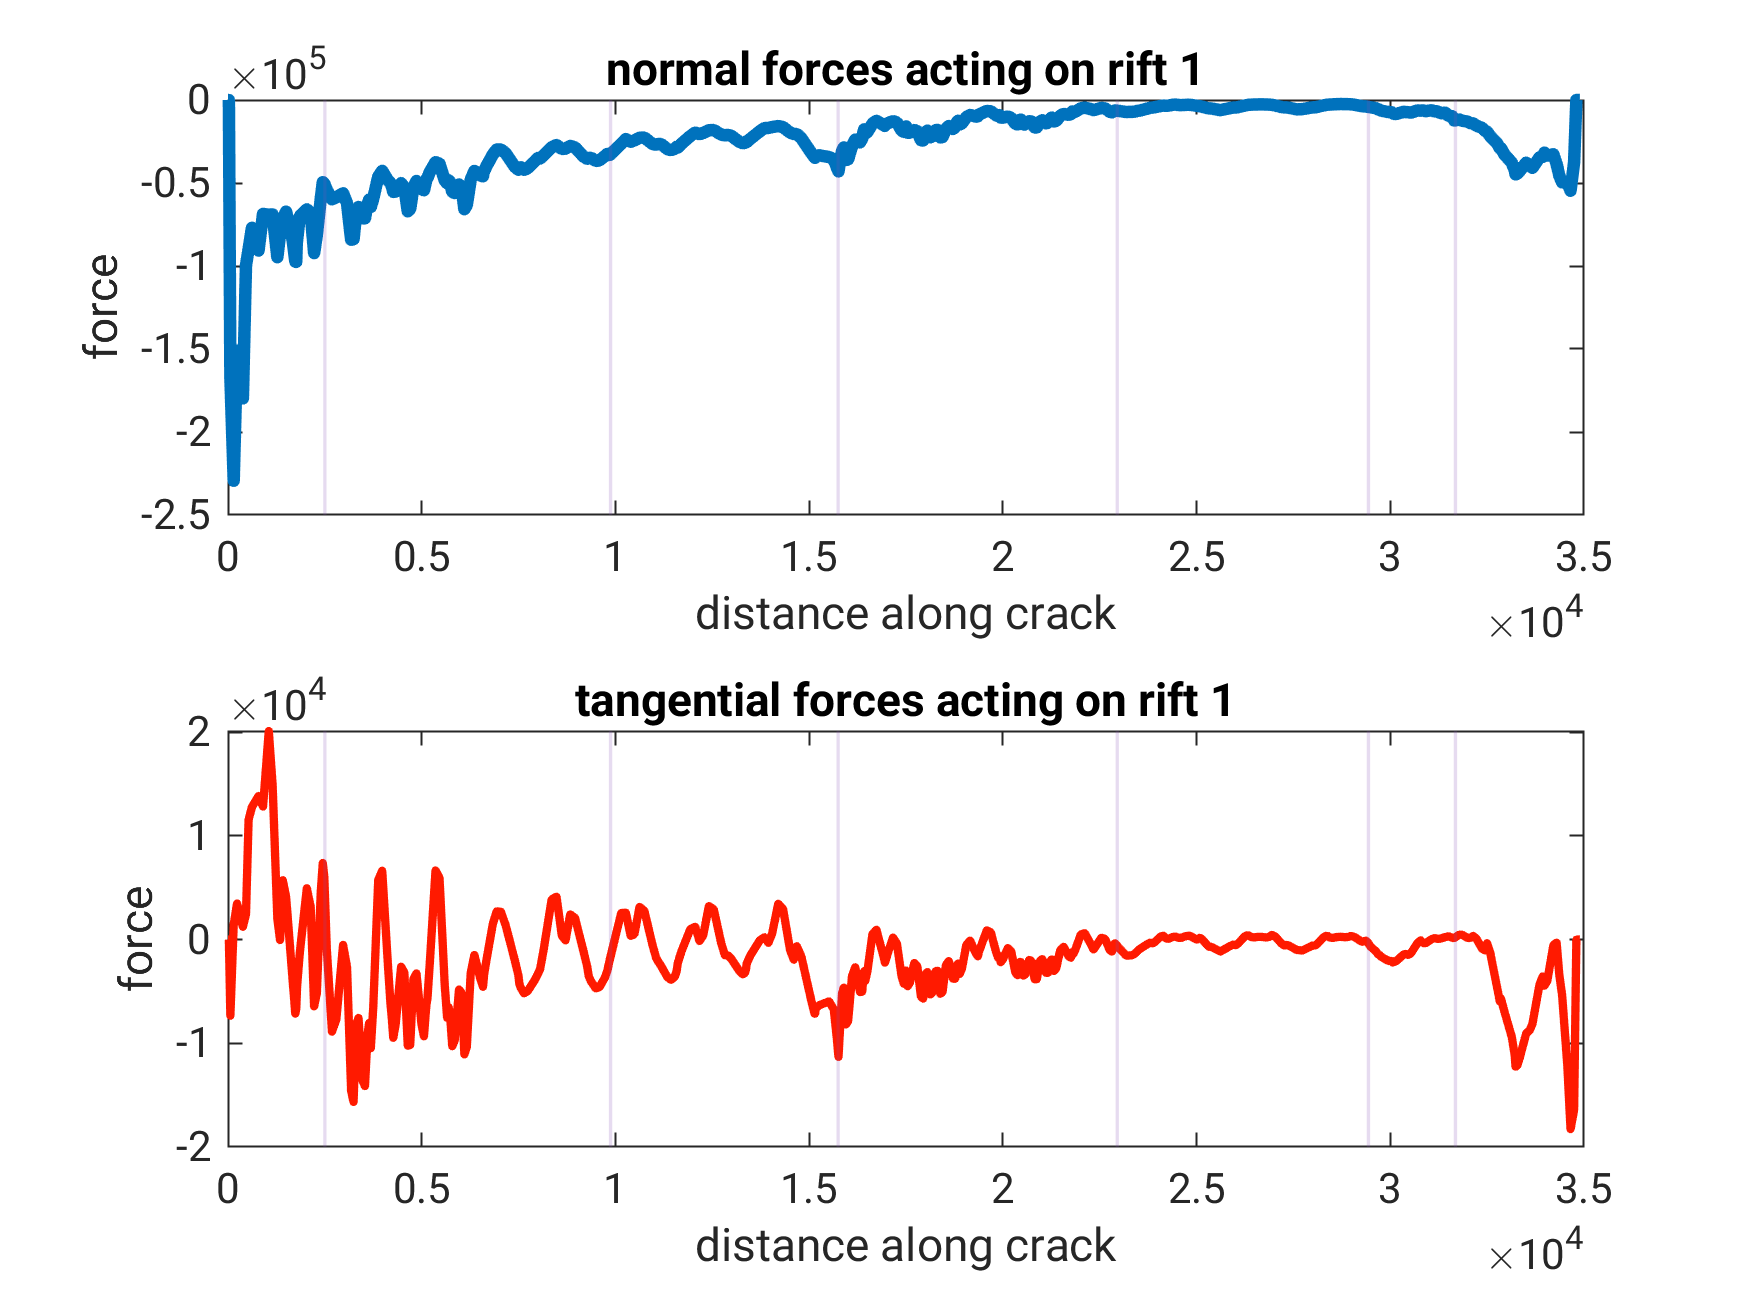 ×10^5
normal forces acting on rift 1
0
-0.5
-1
-1.5
-2
-2.5
force
0 0.5 1 1.5 2 2.5 3 3.5
distance along crack
×10^4
×10^4
tangential forces acting on rift 1
2
1
0
-1
-2
force
0 0.5 1 1.5 2 2.5 3 3.5
distance along crack
×10^4